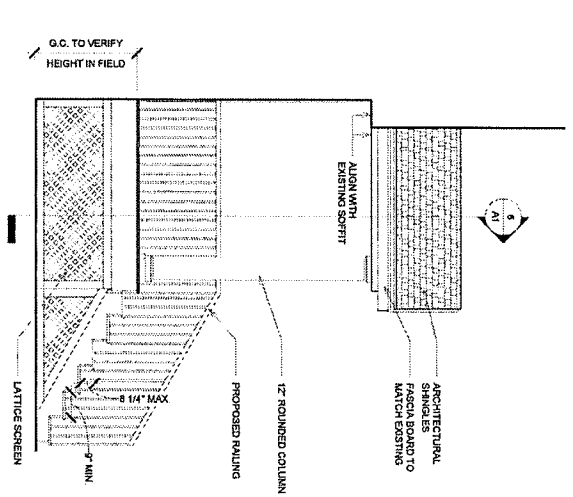 G.C. TO VERIFY
HEIGHT IN FIELD
ALIGN WITH
EXISTING SOFFIT
6
A1
ARCHITECTURAL
SHINGLES
FASCIA BOARD TO
MATCH EXISTING
12" ROUNDED COLUMN
PROPOSED RAILING
8 1/4" MAX.
9" MIN.
LATTICE SCREEN